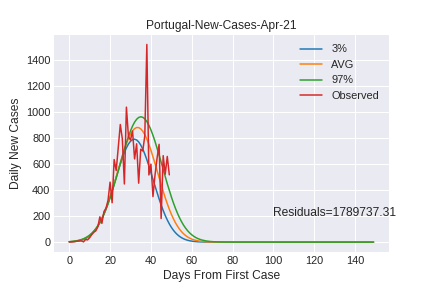 Portugal-New-Cases-Apr-21
Daily New Cases
1400
1200
1000
800
600
400
200
0
3%
AVG
97%
Observed
Residuals=1789737.31
0 20 40 60 80 100 120 140
Days From First Case